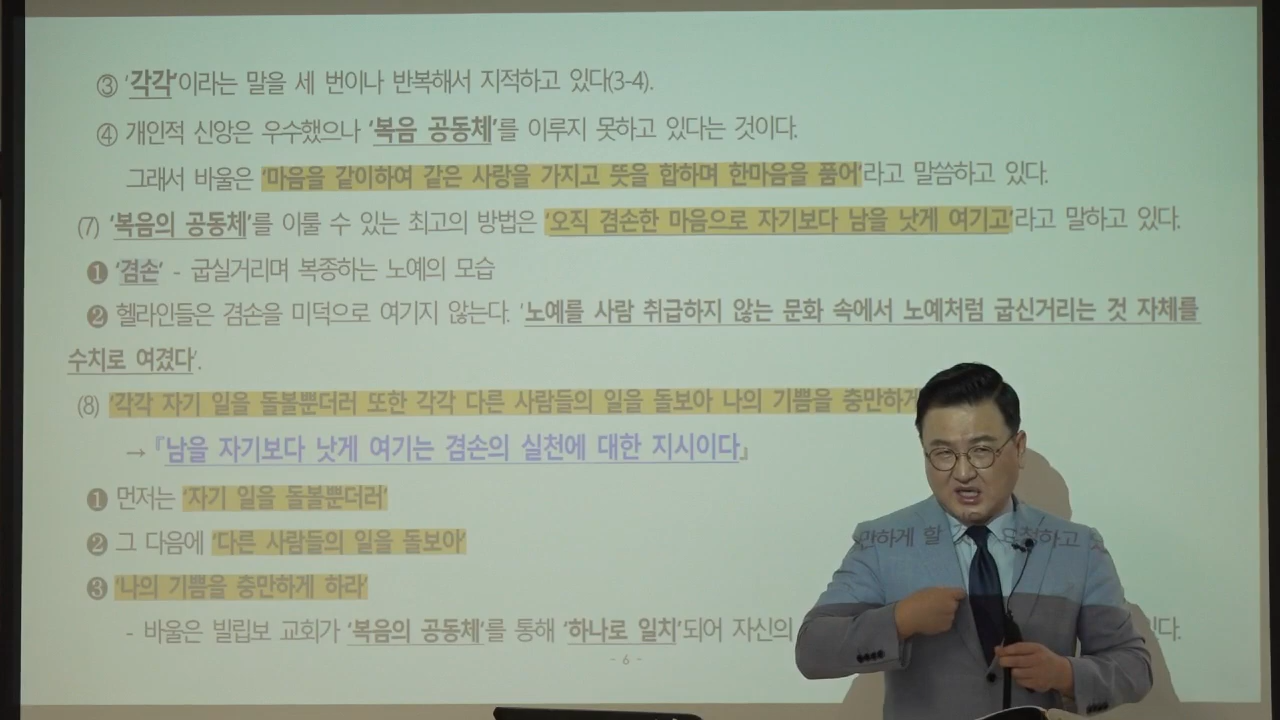 ③ '각각'이라는 말을 세 번이나 반복해서 지적하고 있다(3-4).
④ 개인적 신앙은 우수했으나 '복음 공동체'를 이루지 못하고 있다는 것이다.
그래서 바울은 '마음을 같이하여 같은 사랑을 가지고 뜻을 합하며 한마음을 품어'라고 말씀하고 있다.
(7) '복음의 공동체'를 이룰 수 있는 최고의 방법은 '오직 겸손한 마음으로 자기보다 남을 낫게 여기고'라고 말하고 있다.
❶ '겸손' - 굽실거리며 복종하는 노예의 모습
❷ 헬라인들은 겸손을 미덕으로 여기지 않는다. '노예를 사람 취급하지 않는 문화 속에서 노예처럼 굽신거리는 것 자체를
수치로 여겼다'.
(8) '각각 자기 일을 돌볼뿐더러 또한 각각 다른 사람들의 일을 돌보아 나의 기쁨을 충만하게
→ 『남을 자기보다 낫게 여기는 겸손의 실천에 대한 지시이다』
❶ 먼저는 '자기 일을 돌볼뿐더러'
❷ 그 다음에 '다른 사람들의 일을 돌보아'
만하게 할 요청하고
❸ '나의 기쁨을 충만하게 하라'
- 바울은 빌립보 교회가 '복음의 공동체'를 통해 '하나로 일치'되어 자신의
- 6 -